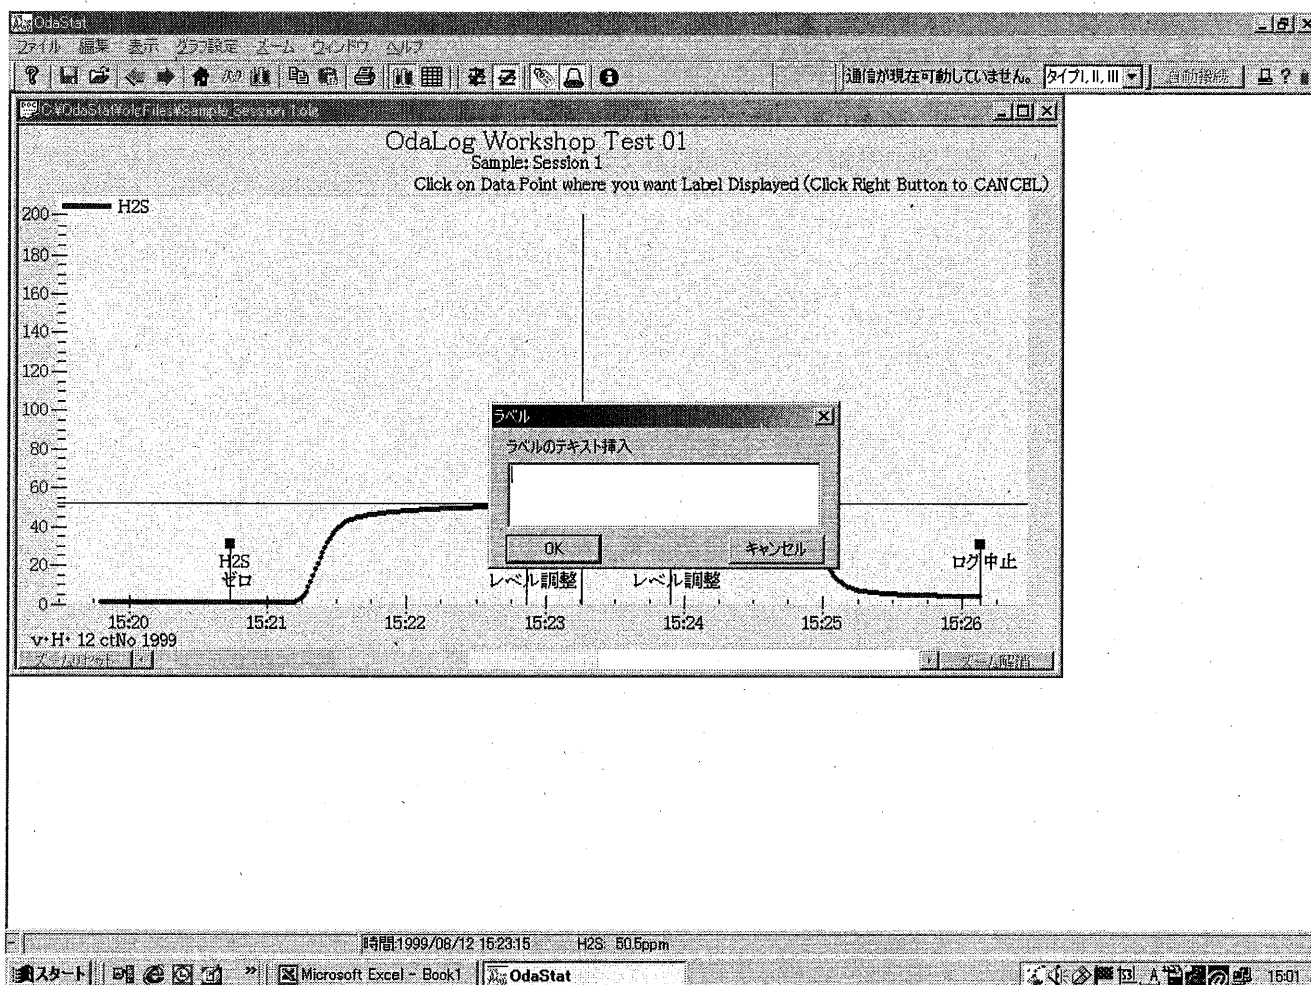 OdaStat
ファイル 編集 表示 グラフ設定 ズーム ウィンドウ ヘルプ
通信が現在可動していません。 タイプI, II, III 自動接続
C:¥OdaStat¥olgFiles¥Sample_Session 1.ole
OdaLog Workshop Test 01
Sample: Session 1
Click on Data Point where you want Label Displayed (Click Right Button to CANCEL)
H2S
200
180
160
140
120
100
80
60
40
20
0
ラベル
ラベルのテキスト挿入
OK キャンセル
H2S
ゼロ
レベル調整
レベル調整
ログ中止
15:20 15:21 15:22 15:23 15:24 15:25 15:26
v・H・ 12 ctNo 1999
ズームリセット ズーム解消
時間:1999/08/12 15:23:15 H2S: 50.5ppm
スタート Microsoft Excel - Book1 OdaStat 15:01